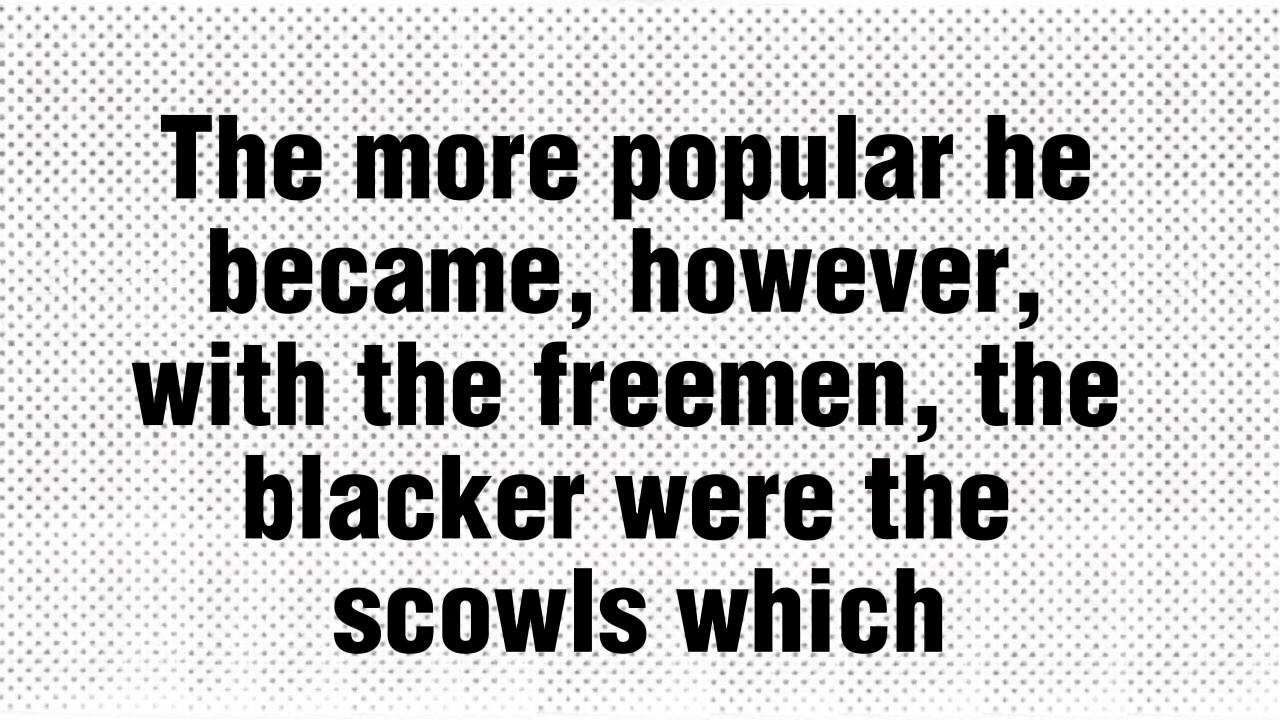 The more popular he
became, however,
with the freemen, the
blacker were the
scowls which